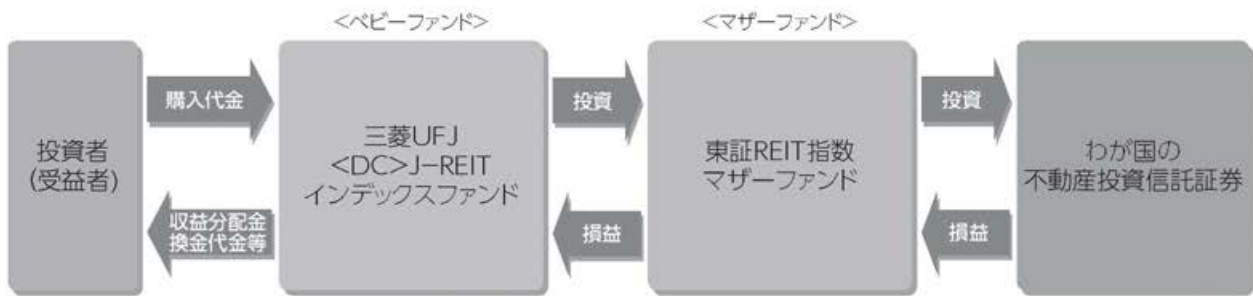 <ベビーファンド>
<マザーファンド>
購入代金
投資
投資
投資者
(受益者)
三菱UFJ
<DC>J-REIT
インデックスファンド
東証REIT指数
マザーファンド
わが国の
不動産投資信託証券
収益分配金
換金代金等
損益
損益